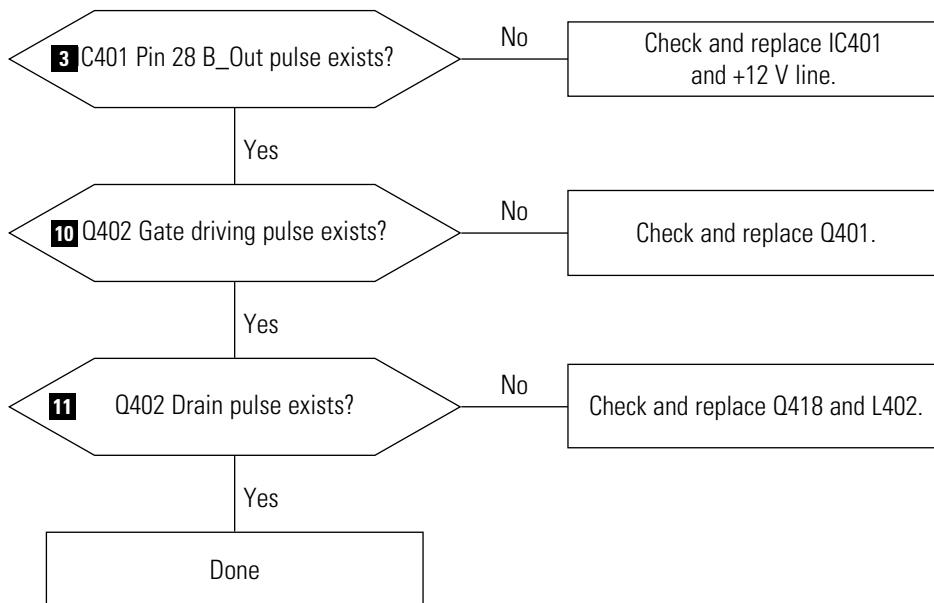 3 C401 Pin 28 B_Out pulse exists?
No
Check and replace IC401
and +12 V line.
Yes
10 Q402 Gate driving pulse exists?
No
Check and replace Q401.
Yes
11 Q402 Drain pulse exists?
No
Check and replace Q418 and L402.
Yes
Done